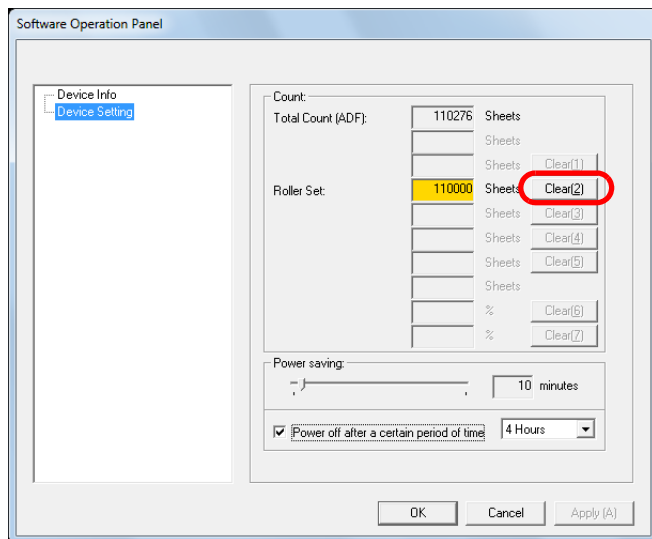 Software Operation Panel
Device Info
Device Setting
Count:
Total Count (ADF): 110276 Sheets
Sheets
Sheets Clear(1)
Roller Set: 110000 Sheets Clear(2)
Sheets Clear(3)
Sheets Clear(4)
Sheets Clear(5)
Sheets
% Clear(6)
% Clear(7)
Power saving:
10 minutes
Power off after a certain period of time 4 Hours
OK Cancel Apply (A)